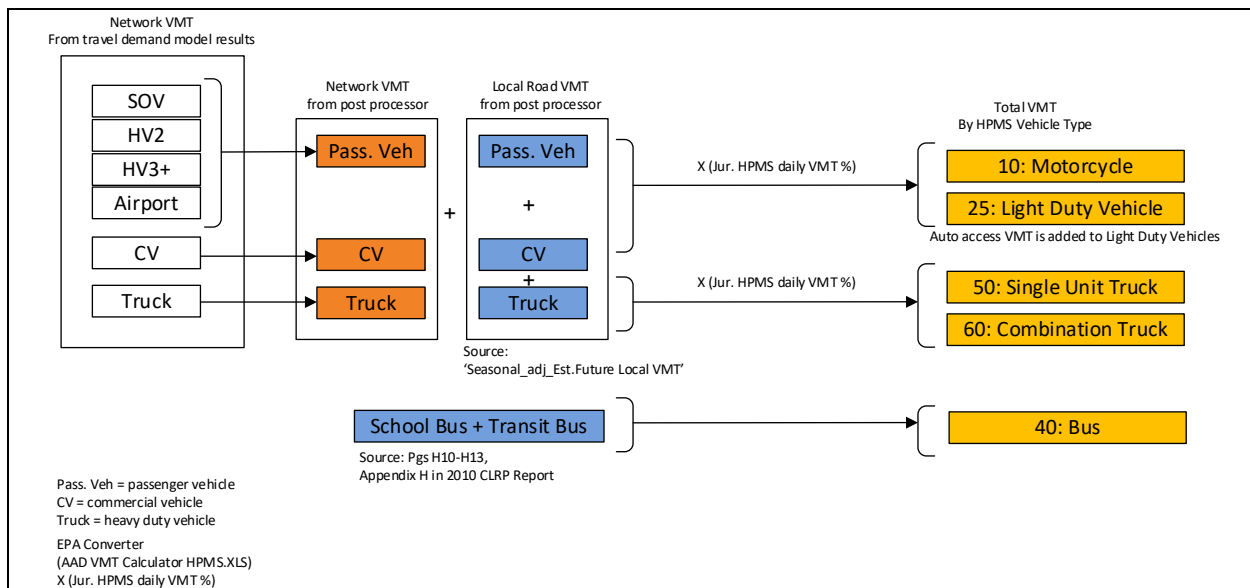 Network VMT
From travel demand model results
SOV
HV2
HV3+
Airport
CV
Truck
Network VMT
from post processor
Pass. Veh
CV
Truck
+
Local Road VMT
from post processor
Pass. Veh
+
CV
+
Truck
Source:
‘Seasonal_adj_Est.Future Local VMT’
X (Jur. HPMS daily VMT %)
X (Jur. HPMS daily VMT %)
Total VMT
By HPMS Vehicle Type
10: Motorcycle
25: Light Duty Vehicle
Auto access VMT is added to Light Duty Vehicles
50: Single Unit Truck
60: Combination Truck
School Bus + Transit Bus
40: Bus
Source: Pgs H10-H13,
Appendix H in 2010 CLRP Report
Pass. Veh = passenger vehicle
CV = commercial vehicle
Truck = heavy duty vehicle
EPA Converter
(AAD VMT Calculator HPMS.XLS)
X (Jur. HPMS daily VMT %)